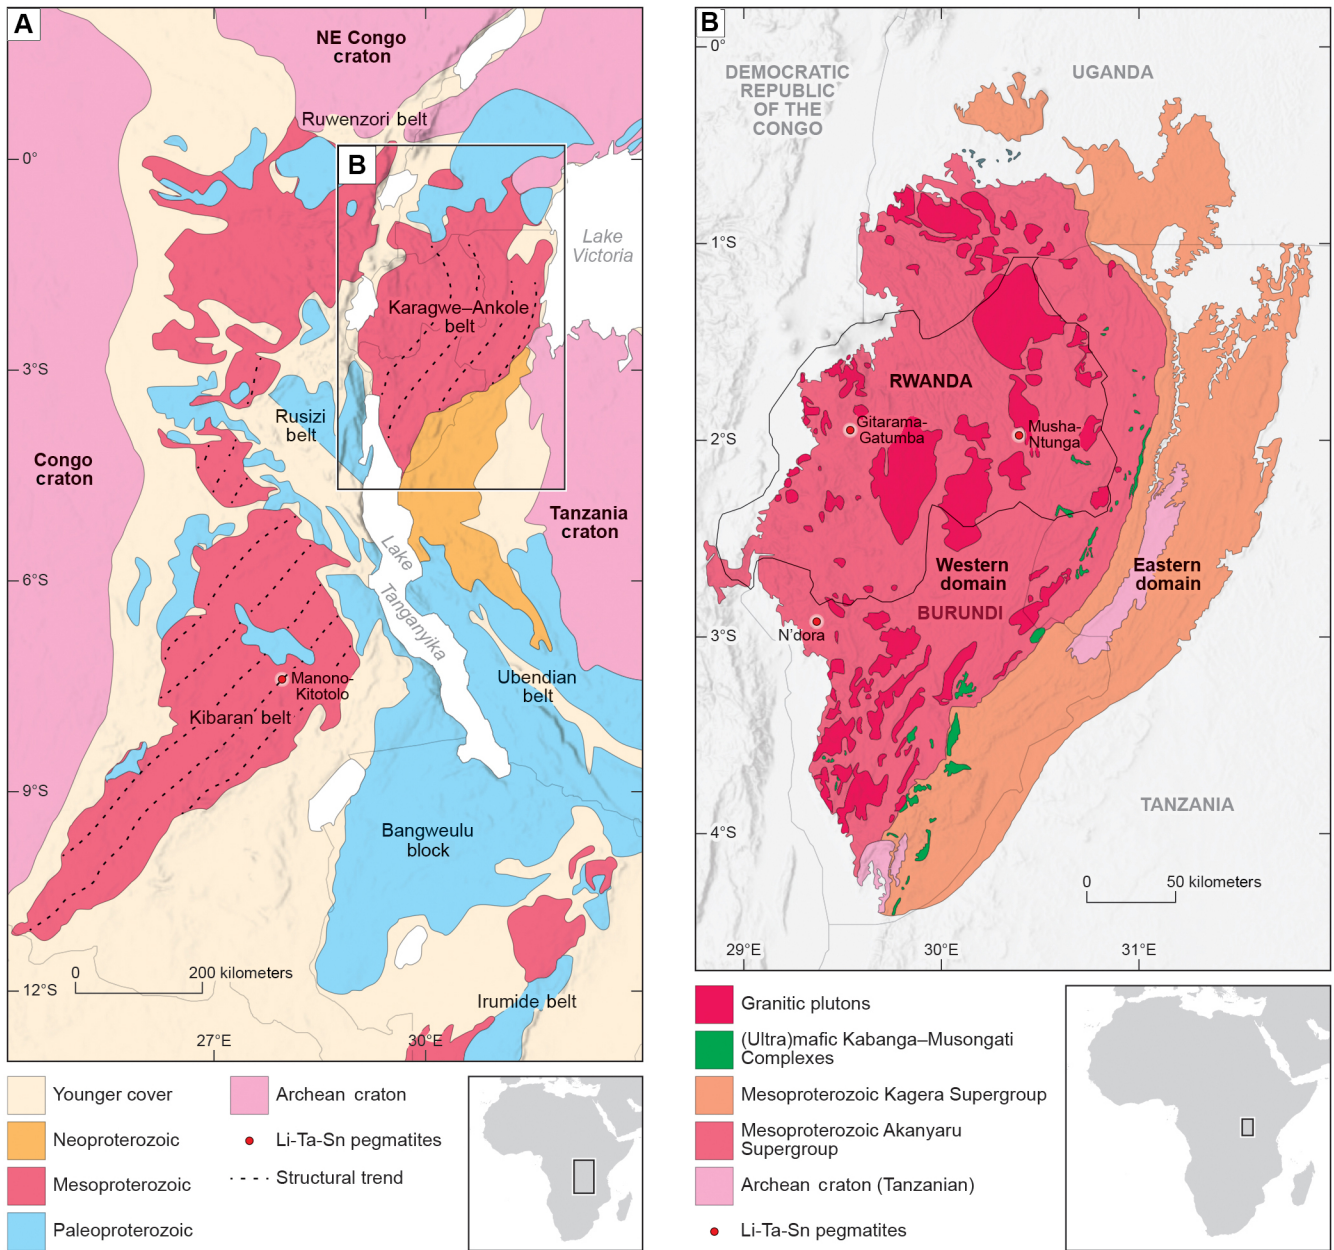 A
NE Congo
craton
Ruwenzori belt
0°
B
Lake
Victoria
Karagwe–Ankole
belt
3°S
Rusizi
belt
Congo
craton
Tanzania
craton
Lake
Tanganyika
6°S
Manono-
Kitotolo
Ubendian
belt
Kibaran belt
9°S
Bangweulu
block
0 200 kilometers
12°S
Irumide belt
27°E 30°E
Younger cover
Neoproterozoic
Mesoproterozoic
Paleoproterozoic
Archean craton
Li-Ta-Sn pegmatites
Structural trend
B
0°
DEMOCRATIC
REPUBLIC
OF THE
CONGO
UGANDA
1°S
RWANDA
Gitarama-
Gatumba
Musha-
Ntunga
2°S
Western
domain
Eastern
domain
BURUNDI
N'dora
3°S
TANZANIA
4°S
0 50 kilometers
29°E 30°E 31°E
Granitic plutons
(Ultra)mafic Kabanga–Musongati
Complexes
Mesoproterozoic Kagera Supergroup
Mesoproterozoic Akanyaru
Supergroup
Archean craton (Tanzanian)
Li-Ta-Sn pegmatites